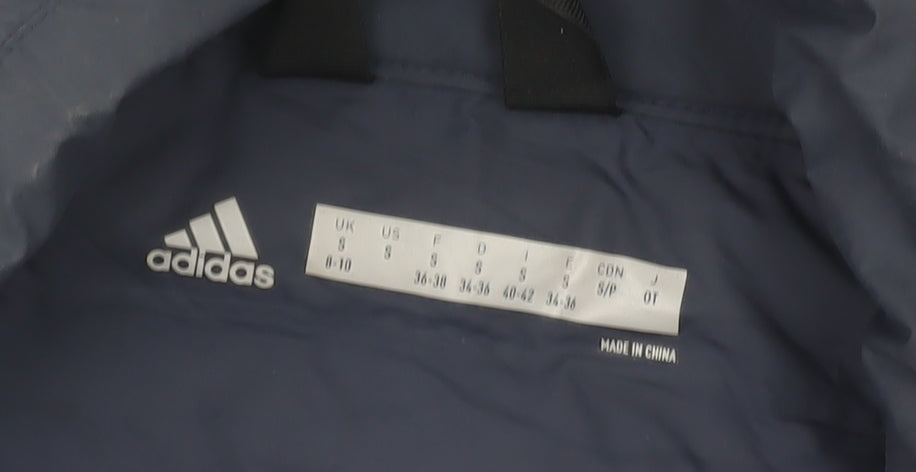 adidas
UK US F D I E CDN J
S S S S S S S/P OT
8-10 36-38 34-36 40-42 34-36
MADE IN CHINA